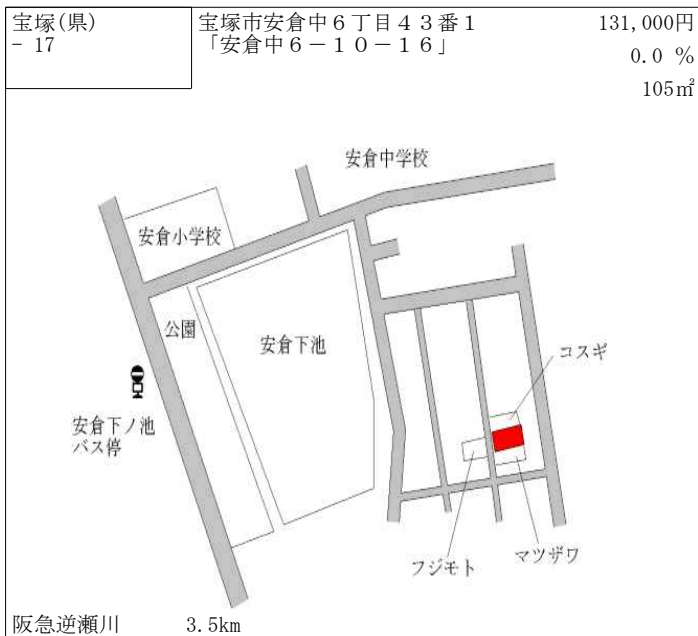 宝塚(県)
- 17
宝塚市安倉中6丁目43番1
「安倉中6－10－16」
131,000円
0.0 %
105㎡
安倉中学校
安倉小学校
公園
安倉下池
コスギ
安倉下ノ池
バス停
フジモト
マツザワ
阪急逆瀬川 3.5km